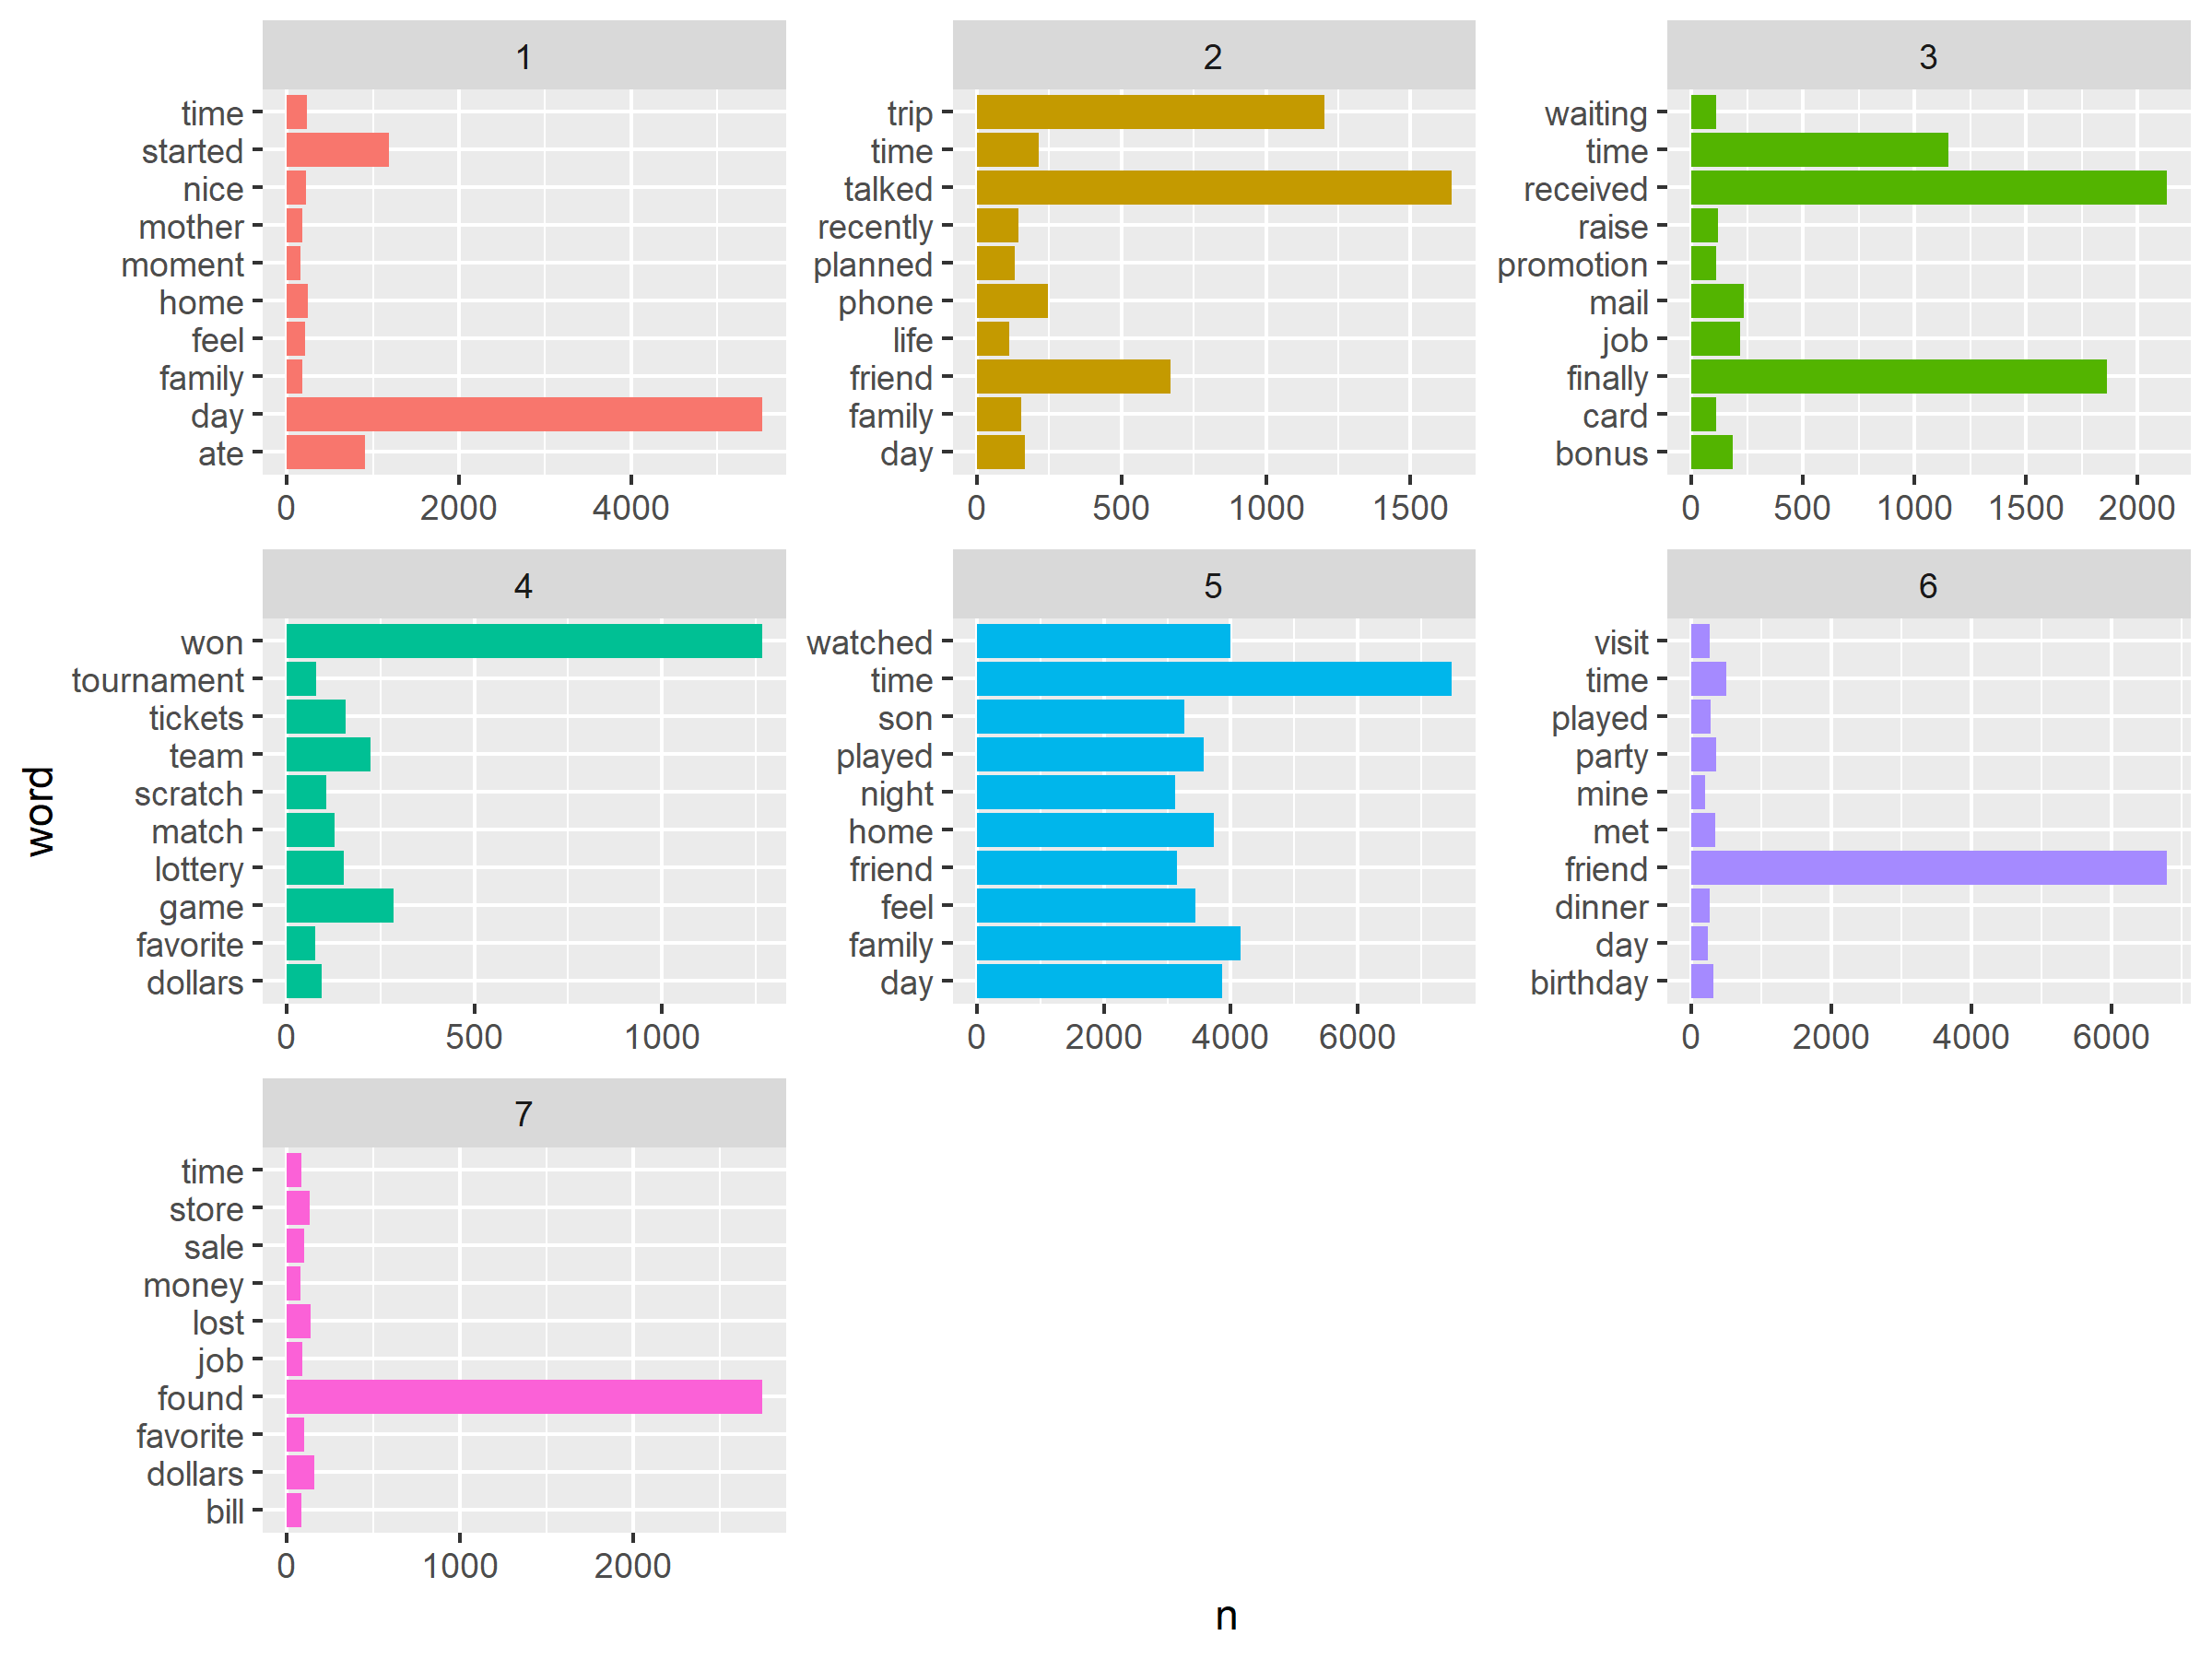 1
time
started
nice
mother
moment
home
feel
family
day
ate
0 2000 4000
2
trip
time
talked
recently
planned
phone
life
friend
family
day
0 500 1000 1500
3
waiting
time
received
raise
promotion
mail
job
finally
card
bonus
0 500 1000 1500 2000
word
4
won
tournament
tickets
team
scratch
match
lottery
game
favorite
dollars
0 500 1000
5
watched
time
son
played
night
home
friend
feel
family
day
0 2000 4000 6000
6
visit
time
played
party
mine
met
friend
dinner
day
birthday
0 2000 4000 6000
7
time
store
sale
money
lost
job
found
favorite
dollars
bill
0 1000 2000
n